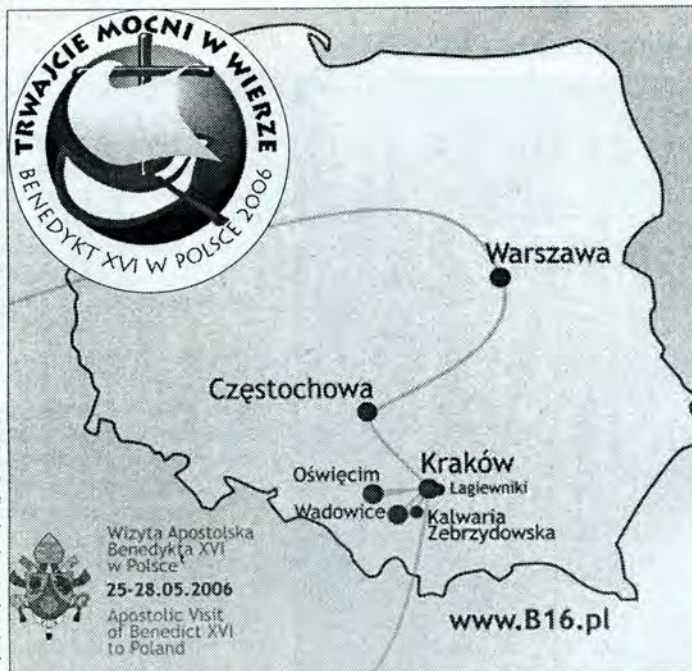 TRWAJCIE MOCNI W WIERZE
BENEDYKT XVI W POLSCE 2006
Warszawa
Częstochowa
Kraków
Oświęcim
Łagiewniki
Wadowice
Kalwaria
Zebrzydowska
Wizyta Apostolska
Benedykta XVI
w Polsce
25-28.05.2006
Apostolic Visit
of Benedict XVI
to Poland
www.B16.pl